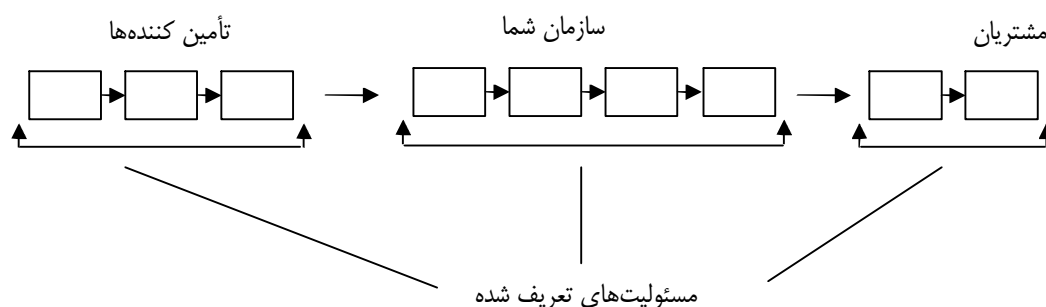 مشتریان
سازمان شما
تأمین کننده‌ها
مسئولیت‌های تعریف شده